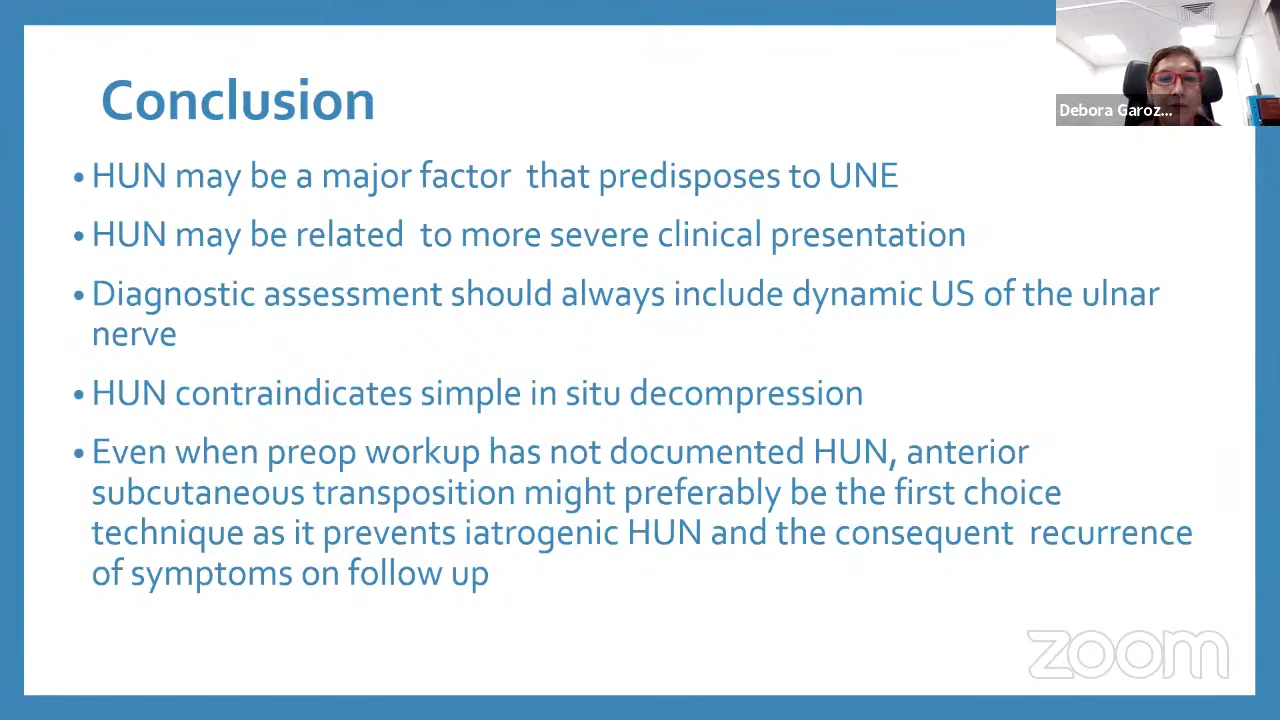 Conclusion
Debora Garoz...
• HUN may be a major factor that predisposes to UNE
• HUN may be related to more severe clinical presentation
• Diagnostic assessment should always include dynamic US of the ulnar
nerve
• HUN contraindicates simple in situ decompression
• Even when preop workup has not documented HUN, anterior
subcutaneous transposition might preferably be the first choice
technique as it prevents iatrogenic HUN and the consequent recurrence
of symptoms on follow up
zoom